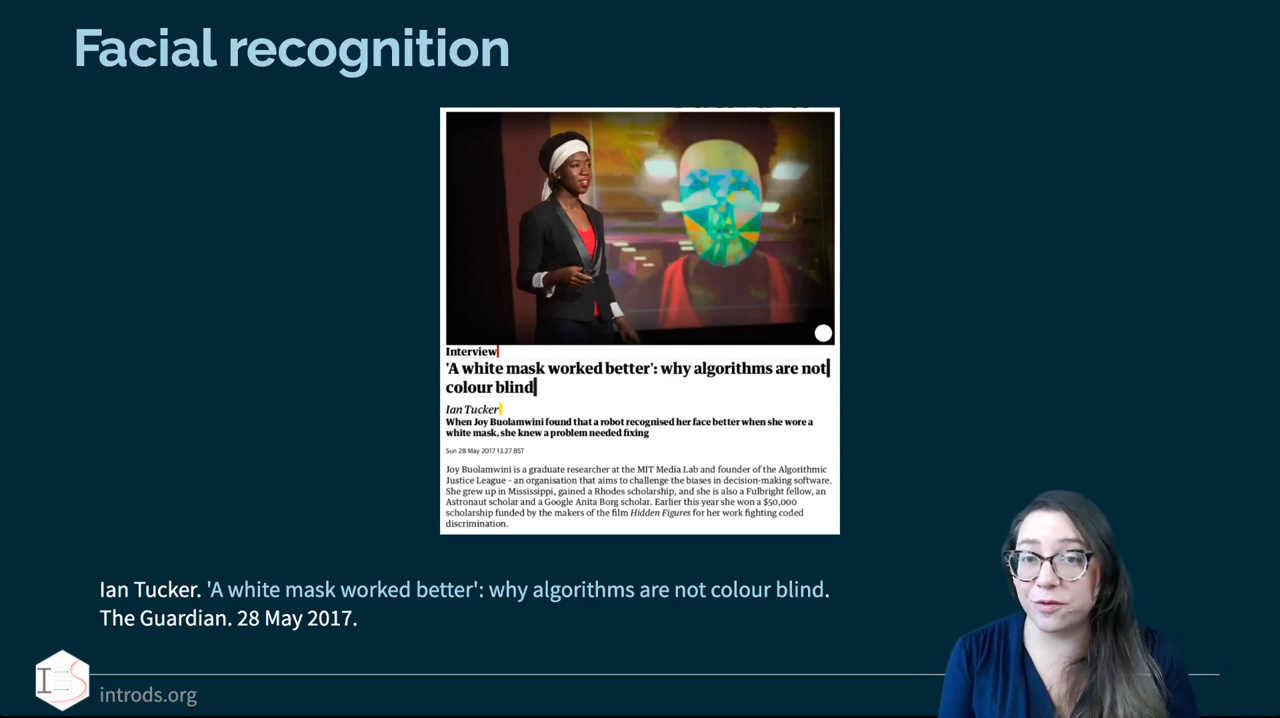 Facial recognition
Interview
'A white mask worked better': why algorithms are not
colour blind
Ian Tucker
When Joy Buolamwini found that a robot recognised her face better when she wore a
white mask, she knew a problem needed fixing
Sun 28 May 2017 13.27 BST
Joy Buolamwini is a graduate researcher at the MIT Media Lab and founder of the Algorithmic
Justice League – an organisation that aims to challenge the biases in decision-making software.
She grew up in Mississippi, gained a Rhodes scholarship, and she is also a Fulbright fellow, an
Astronaut scholar and a Google Anita Borg scholar. Earlier this year she won a $50,000
scholarship funded by the makers of the film Hidden Figures for her work fighting coded
discrimination.
Ian Tucker. 'A white mask worked better': why algorithms are not colour blind.
The Guardian. 28 May 2017.
IS
introds.org